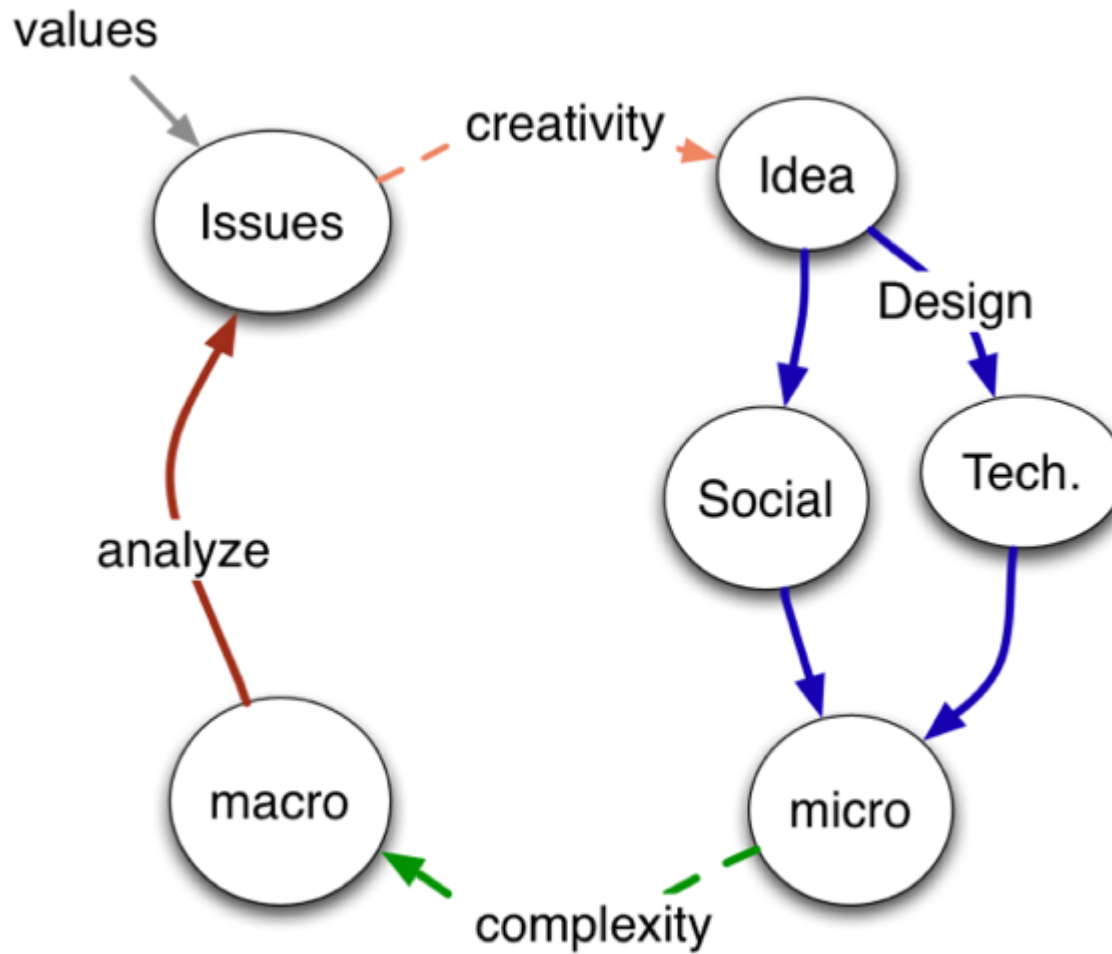 values
creativity
Idea
Issues
Design
Social
Tech.
analyze
macro
micro
complexity